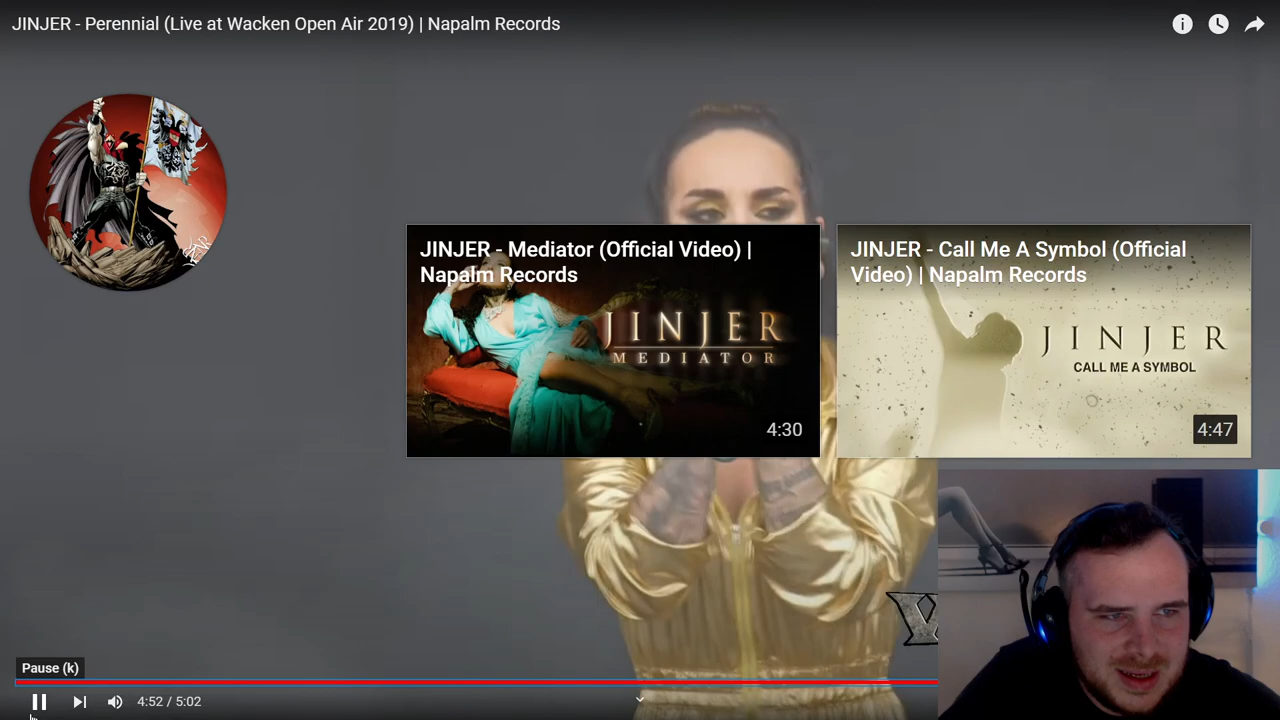 JINJER - Perennial (Live at Wacken Open Air 2019) | Napalm Records
JINJER - Mediator (Official Video) |
Napalm Records
JINJER
MEDIATOR
4:30
JINJER - Call Me A Symbol (Official
Video) | Napalm Records
JINJER
CALL ME A SYMBOL
4:47
Pause (k)
4:52 / 5:02